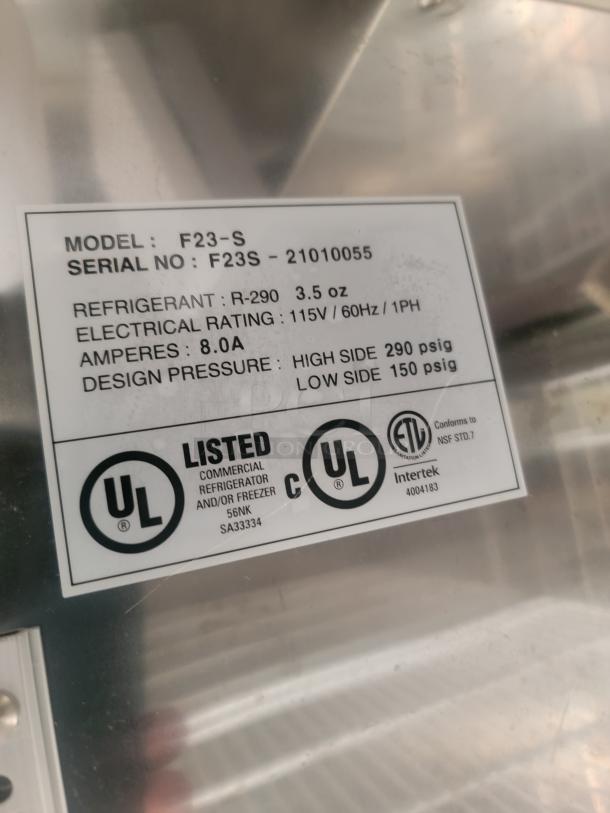 MODEL : F23-S
SERIAL NO : F23S - 21010055
REFRIGERANT : R-290 3.5 oz
ELECTRICAL RATING : 115V / 60Hz / 1PH
AMPERES : 8.0A
DESIGN PRESSURE : HIGH SIDE 290 psig
LOW SIDE 150 psig
UL ®
LISTED
COMMERCIAL
REFRIGERATOR
AND/OR FREEZER
56NK
SA33334
C UL ®
ETL
Intertek
4004183
Conforms to
NSF STD.7